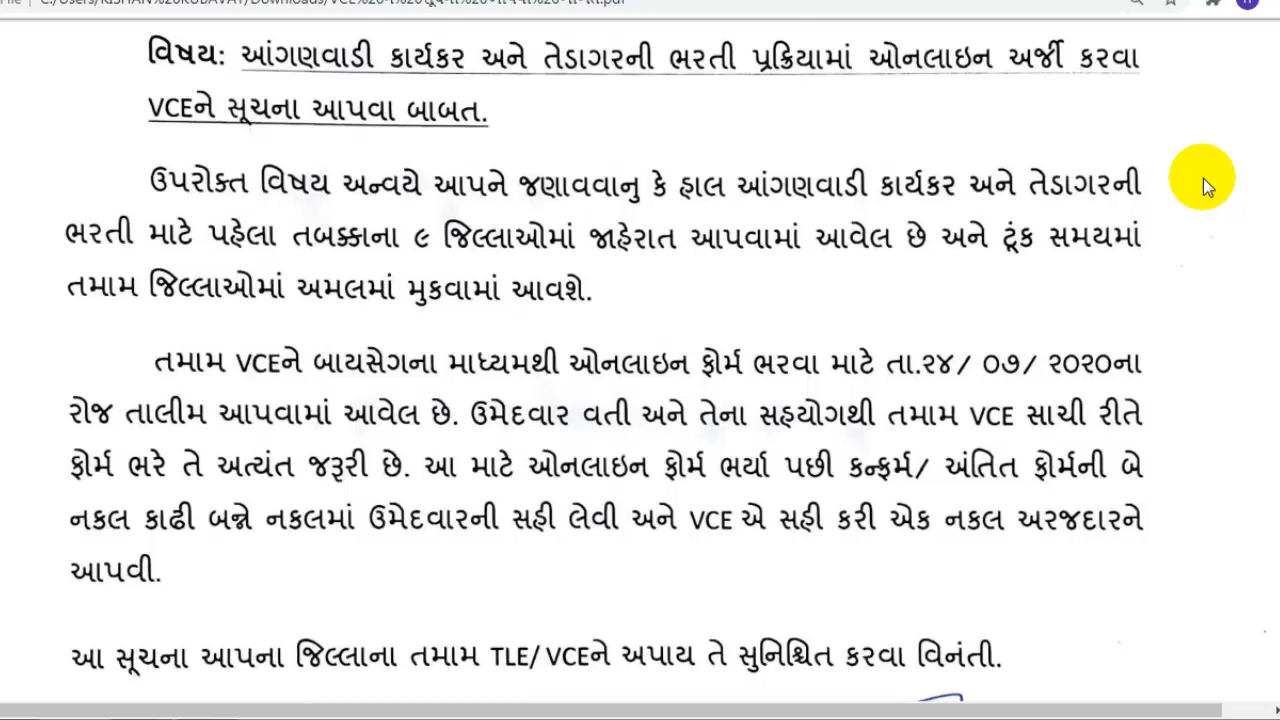 વિષય: આંગણવાડી કાર્યકર અને તેડાગરની ભરતી પ્રક્રિયામાં ઓનલાઇન અર્જી કરવા
VCEને સૂચના આપવા બાબત.
ઉપરોક્ત વિષય અન્વયે આપને જણાવવાનુ કે હાલ આંગણવાડી કાર્યકર અને તેડાગરની
ભરતી માટે પહેલા તબક્કાના ૯ જિલ્લાઓમાં જાહેરાત આપવામાં આવેલ છે અને ટૂંક સમયમાં
તમામ જિલ્લાઓમાં અમલમાં મુકવામાં આવશે.
તમામ VCEને બાયસેગના માધ્યમથી ઓનલાઇન ફોર્મ ભરવા માટે તા.૨૪/ ૦૭/ ૨૦૨૦ના
રોજ તાલીમ આપવામાં આવેલ છે. ઉમેદવાર વતી અને તેના સહયોગથી તમામ VCE સાચી રીતે
ફોર્મ ભરે તે અત્યંત જરૂરી છે. આ માટે ઓનલાઇન ફોર્મ ભર્યા પછી કન્ફર્મ/ અંતિત ફોર્મની બે
નકલ કાઢી બન્ને નકલમાં ઉમેદવારની સહી લેવી અને VCE એ સહી કરી એક નકલ અરજદારને
આપવી.
આ સૂચના આપના જિલ્લાના તમામ TLE/ VCEને અપાય તે સુનિશ્ચિત કરવા વિનંતી.